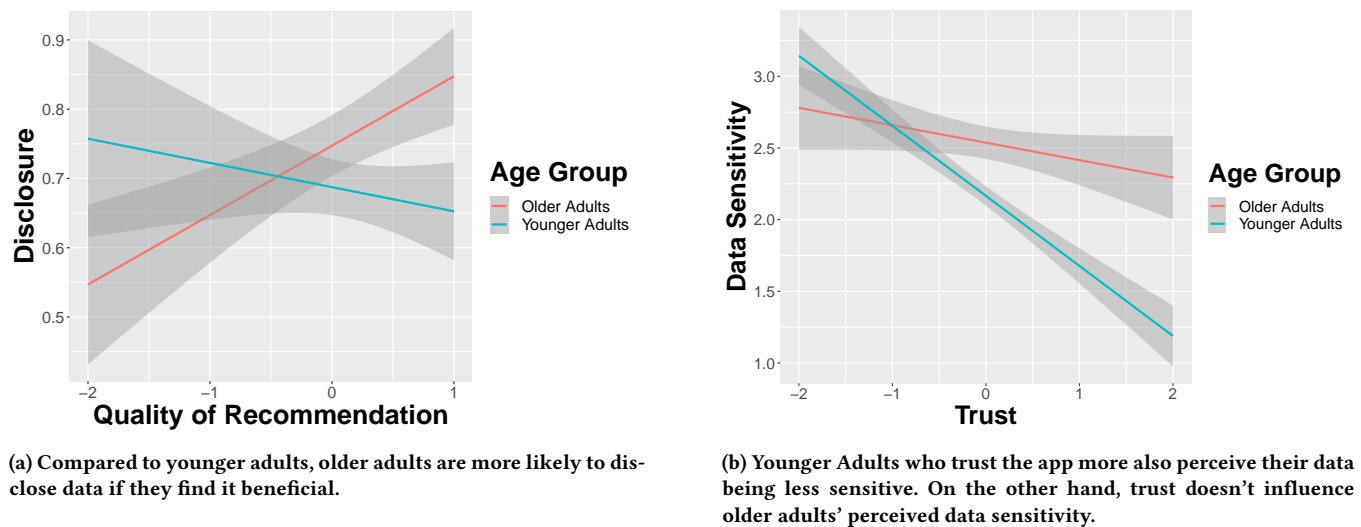 Disclosure
0.9
0.8
0.7
0.6
0.5
−2
−1
0
1
Quality of Recommendation
Age Group
Older Adults
Younger Adults
(a) Compared to younger adults, older adults are more likely to dis-
close data if they find it beneficial.
Data Sensitivity
3.0
2.5
2.0
1.5
1.0
−2
−1
0
1
2
Trust
Age Group
Older Adults
Younger Adults
(b) Younger Adults who trust the app more also perceive their data
being less sensitive. On the other hand, trust doesn't influence
older adults' perceived data sensitivity.